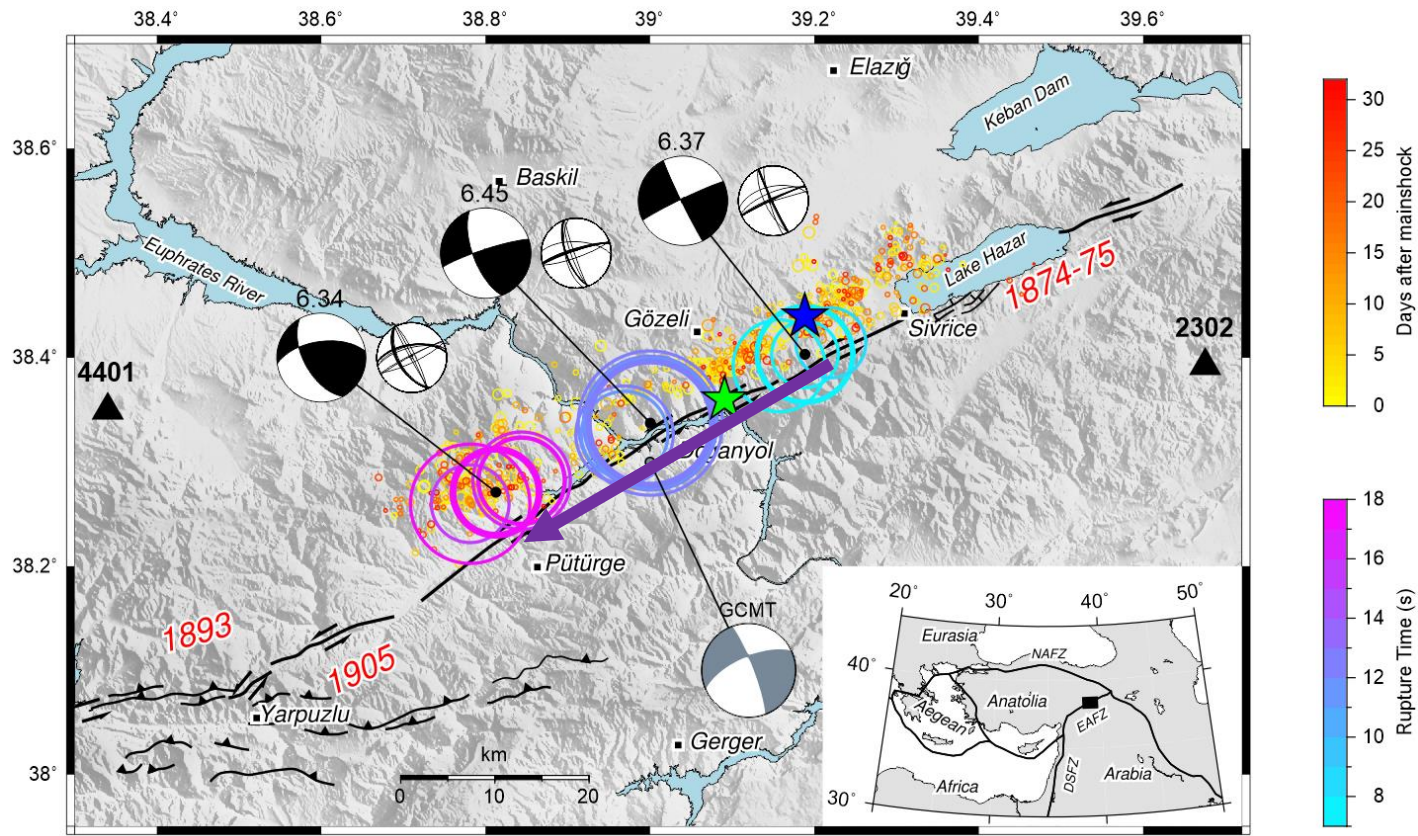 38.4˚
38.6˚
38.8˚
39˚
39.2˚
39.4˚
39.6˚
Elazığ
Keban Dam
38.6˚
6.37
Baskil
6.45
Euphrates River
Lake Hazar
1874-75
6.34
Gözeli
Sivrice
2302
38.4˚
4401
Doğanyol
38.2˚
Pütürge
GCMT
1893
1905
Yarpuzlu
Gerger
38˚
km
0
10
20
20˚
30˚
40˚
50˚
Eurasia
NAFZ
40˚
Anatolia
Aegean
EAFZ
DSFZ
Arabia
Africa
30˚
30
25
20
15
10
5
0
Days after mainshock
18
16
14
12
10
8
Rupture Time (s)